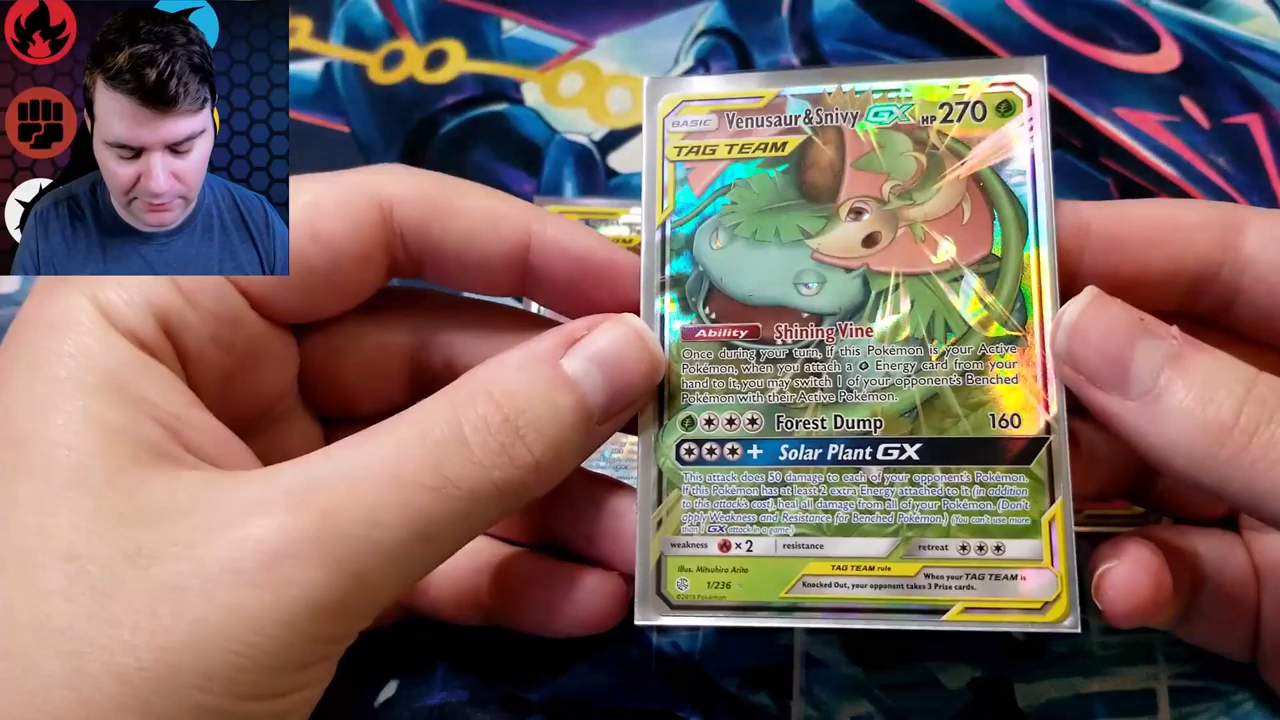 BASIC Venusaur&Snivy GX HP 270
TAG TEAM
Ability Shining Vine
Once during your turn, if this Pokémon is your Active
Pokémon, when you attach a Energy card from your
hand to it, you may switch 1 of your opponent's Benched
Pokémon with their Active Pokémon.
Forest Dump 160
+ Solar Plant GX
This attack does 50 damage to each of your opponent's Pokémon.
If this Pokémon has at least 2 extra Energy attached to it (in addition
to this attack's cost), heal all damage from all of your Pokémon. (Don't
apply Weakness and Resistance for Benched Pokémon.) (You can't use more
than 1 GX attack in a game.)
weakness ×2 resistance retreat
Illus. Mitsuhiro Arita
1/236
©2019 Pokémon
TAG TEAM rule
When your TAG TEAM is
Knocked Out, your opponent takes 3 Prize cards.